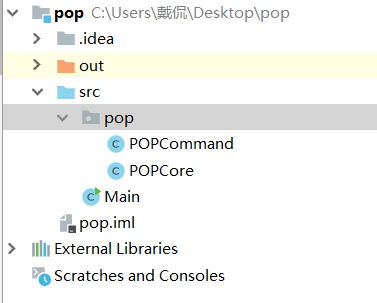 pop C:\Users\戴侃\Desktop\pop
.idea
out
src
pop
POPCommand
POPCore
Main
pop.iml
External Libraries
Scratches and Consoles